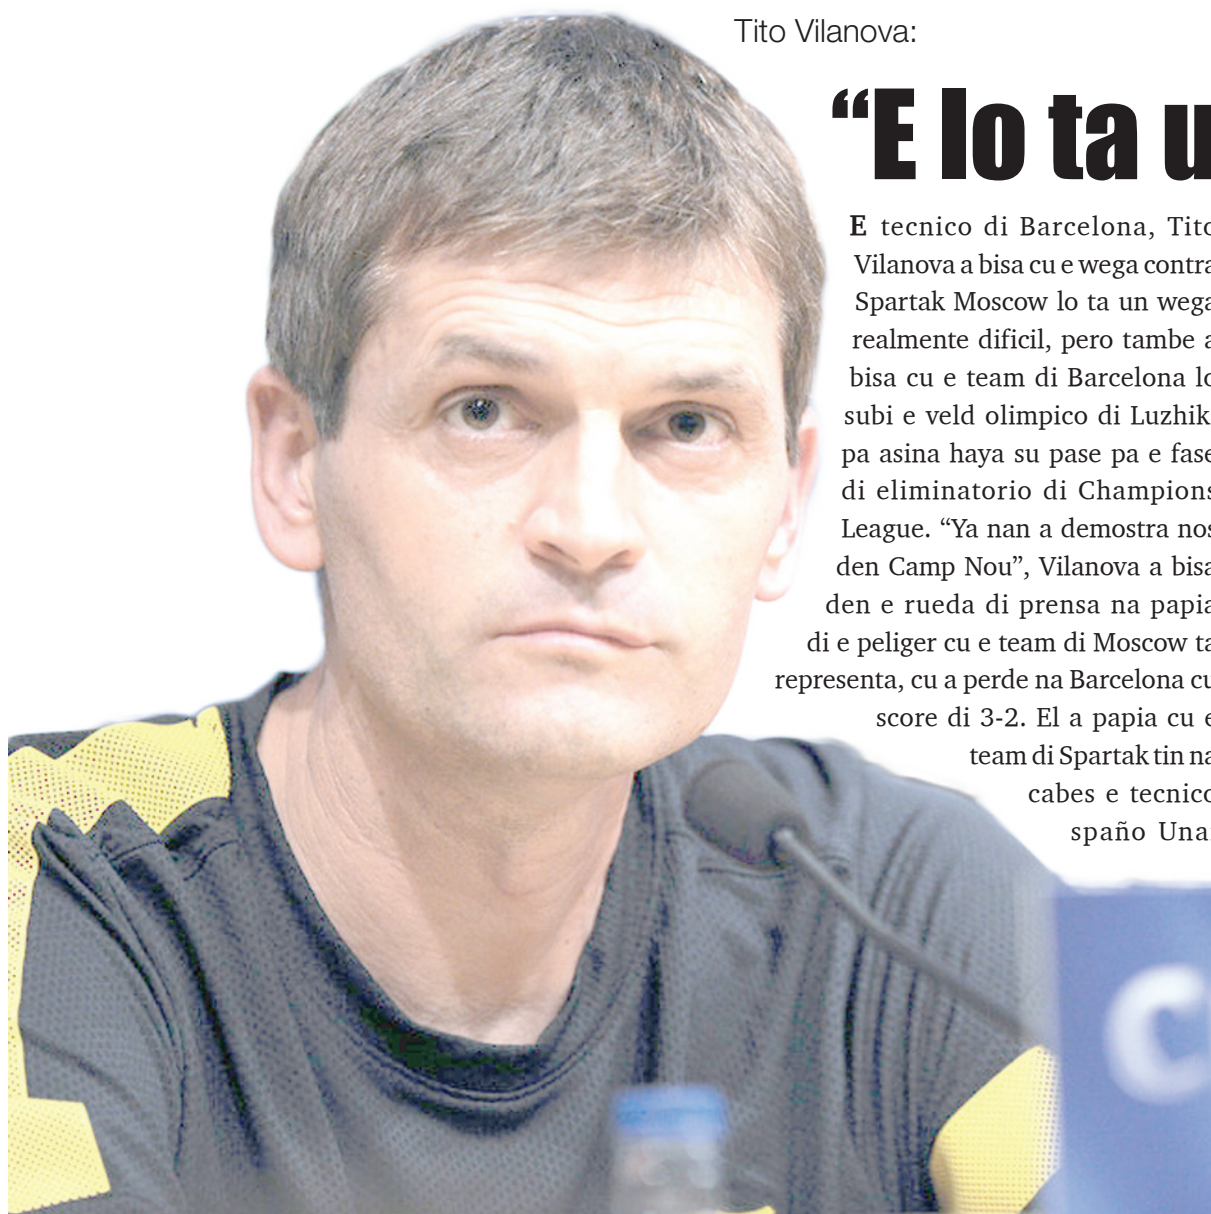 Tito Vilanova:
“E lo ta u
E tecnico di Barcelona, Tito
Vilanova a bisa cu e wega contra
Spartak Moscow lo ta un wega
realmente dificil, pero tambe a
bisa cu e team di Barcelona lo
subi e veld olimpico di Luzhik
pa asina haya su pase pa e fase
di eliminatorio di Champions
League. “Ya nan a demostra nos
den Camp Nou”, Vilanova a bisa
den e rueda di prensa na papia
di e peliger cu e team di Moscow ta
representa, cu a perde na Barcelona cu
score di 3-2. El a papia cu e
team di Spartak tin na
cabes e tecnico
spaño Una
C